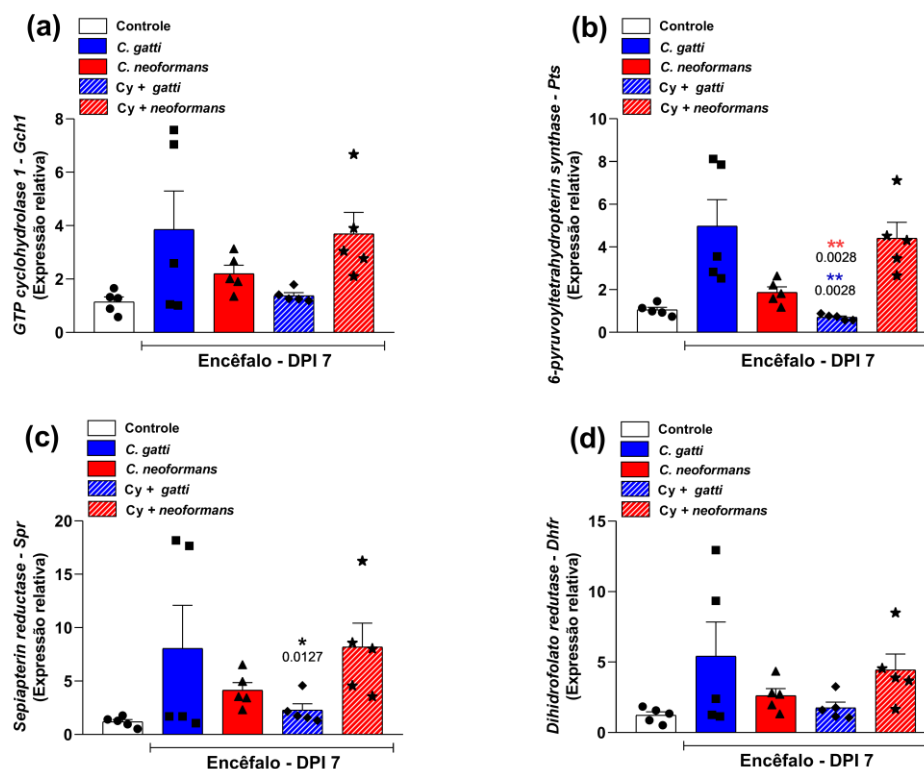 (a)
Controle
C. gatti
C. neoformans
Cy + gatti
Cy + neoformans
GTP cyclohydrolase 1 - Gch1
(Expressão relativa)
8
6
4
2
0
Encêfalo - DPI 7
(b)
Controle
C. gatti
C. neoformans
Cy + gatti
Cy + neoformans
6-pyruvoyltetrahydropterin synthase - Pts
(Expressão relativa)
10
8
6
4
2
0
**
0.0028
**
0.0028
Encêfalo - DPI 7
(c)
Controle
C. gatti
C. neoformans
Cy + gatti
Cy + neoformans
Sepiapterin reductase - Spr
(Expressão relativa)
20
15
10
5
0
*
0.0127
Encêfalo - DPI 7
(d)
Controle
C. gatti
C. neoformans
Cy + gatti
Cy + neoformans
Dihidrofolato redutase - Dhfr
(Expressão relativa)
15
10
5
0
Encêfalo - DPI 7